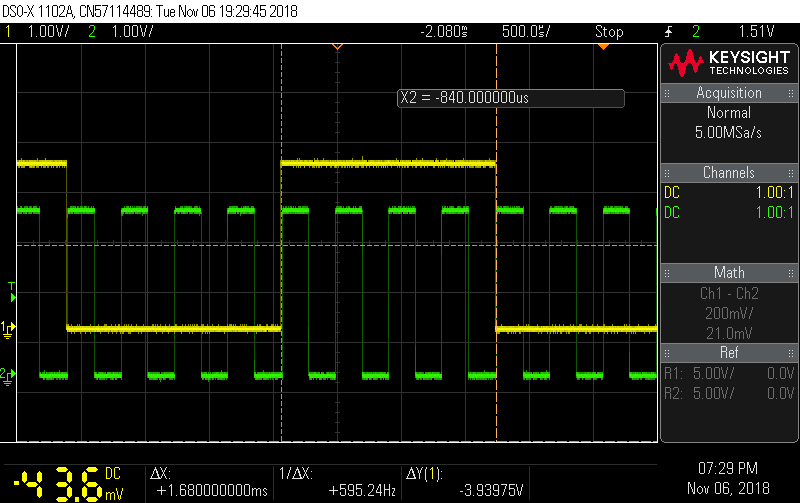 DSO-X 1102A, CN57114489: Tue Nov 06 19:29:45 2018
1 1.00V/ 2 1.00V/ -2.080ms 500.0us/ Stop 2 1.51V
X2 = -840.000000us
KEYSIGHT
TECHNOLOGIES
Acquisition
Normal
5.00MSa/s
Channels
DC 1.00:1
DC 1.00:1
Math
Ch1 - Ch2
200mV/
21.0mV
Ref
R1: 5.00V/ 0.0V
R2: 5.00V/ 0.0V
T
1
2
-43.6 DC mV
ΔX:
+1.680000000ms
1/ΔX:
+595.24Hz
ΔY(1):
-3.93975V
07:29 PM
Nov 06, 2018